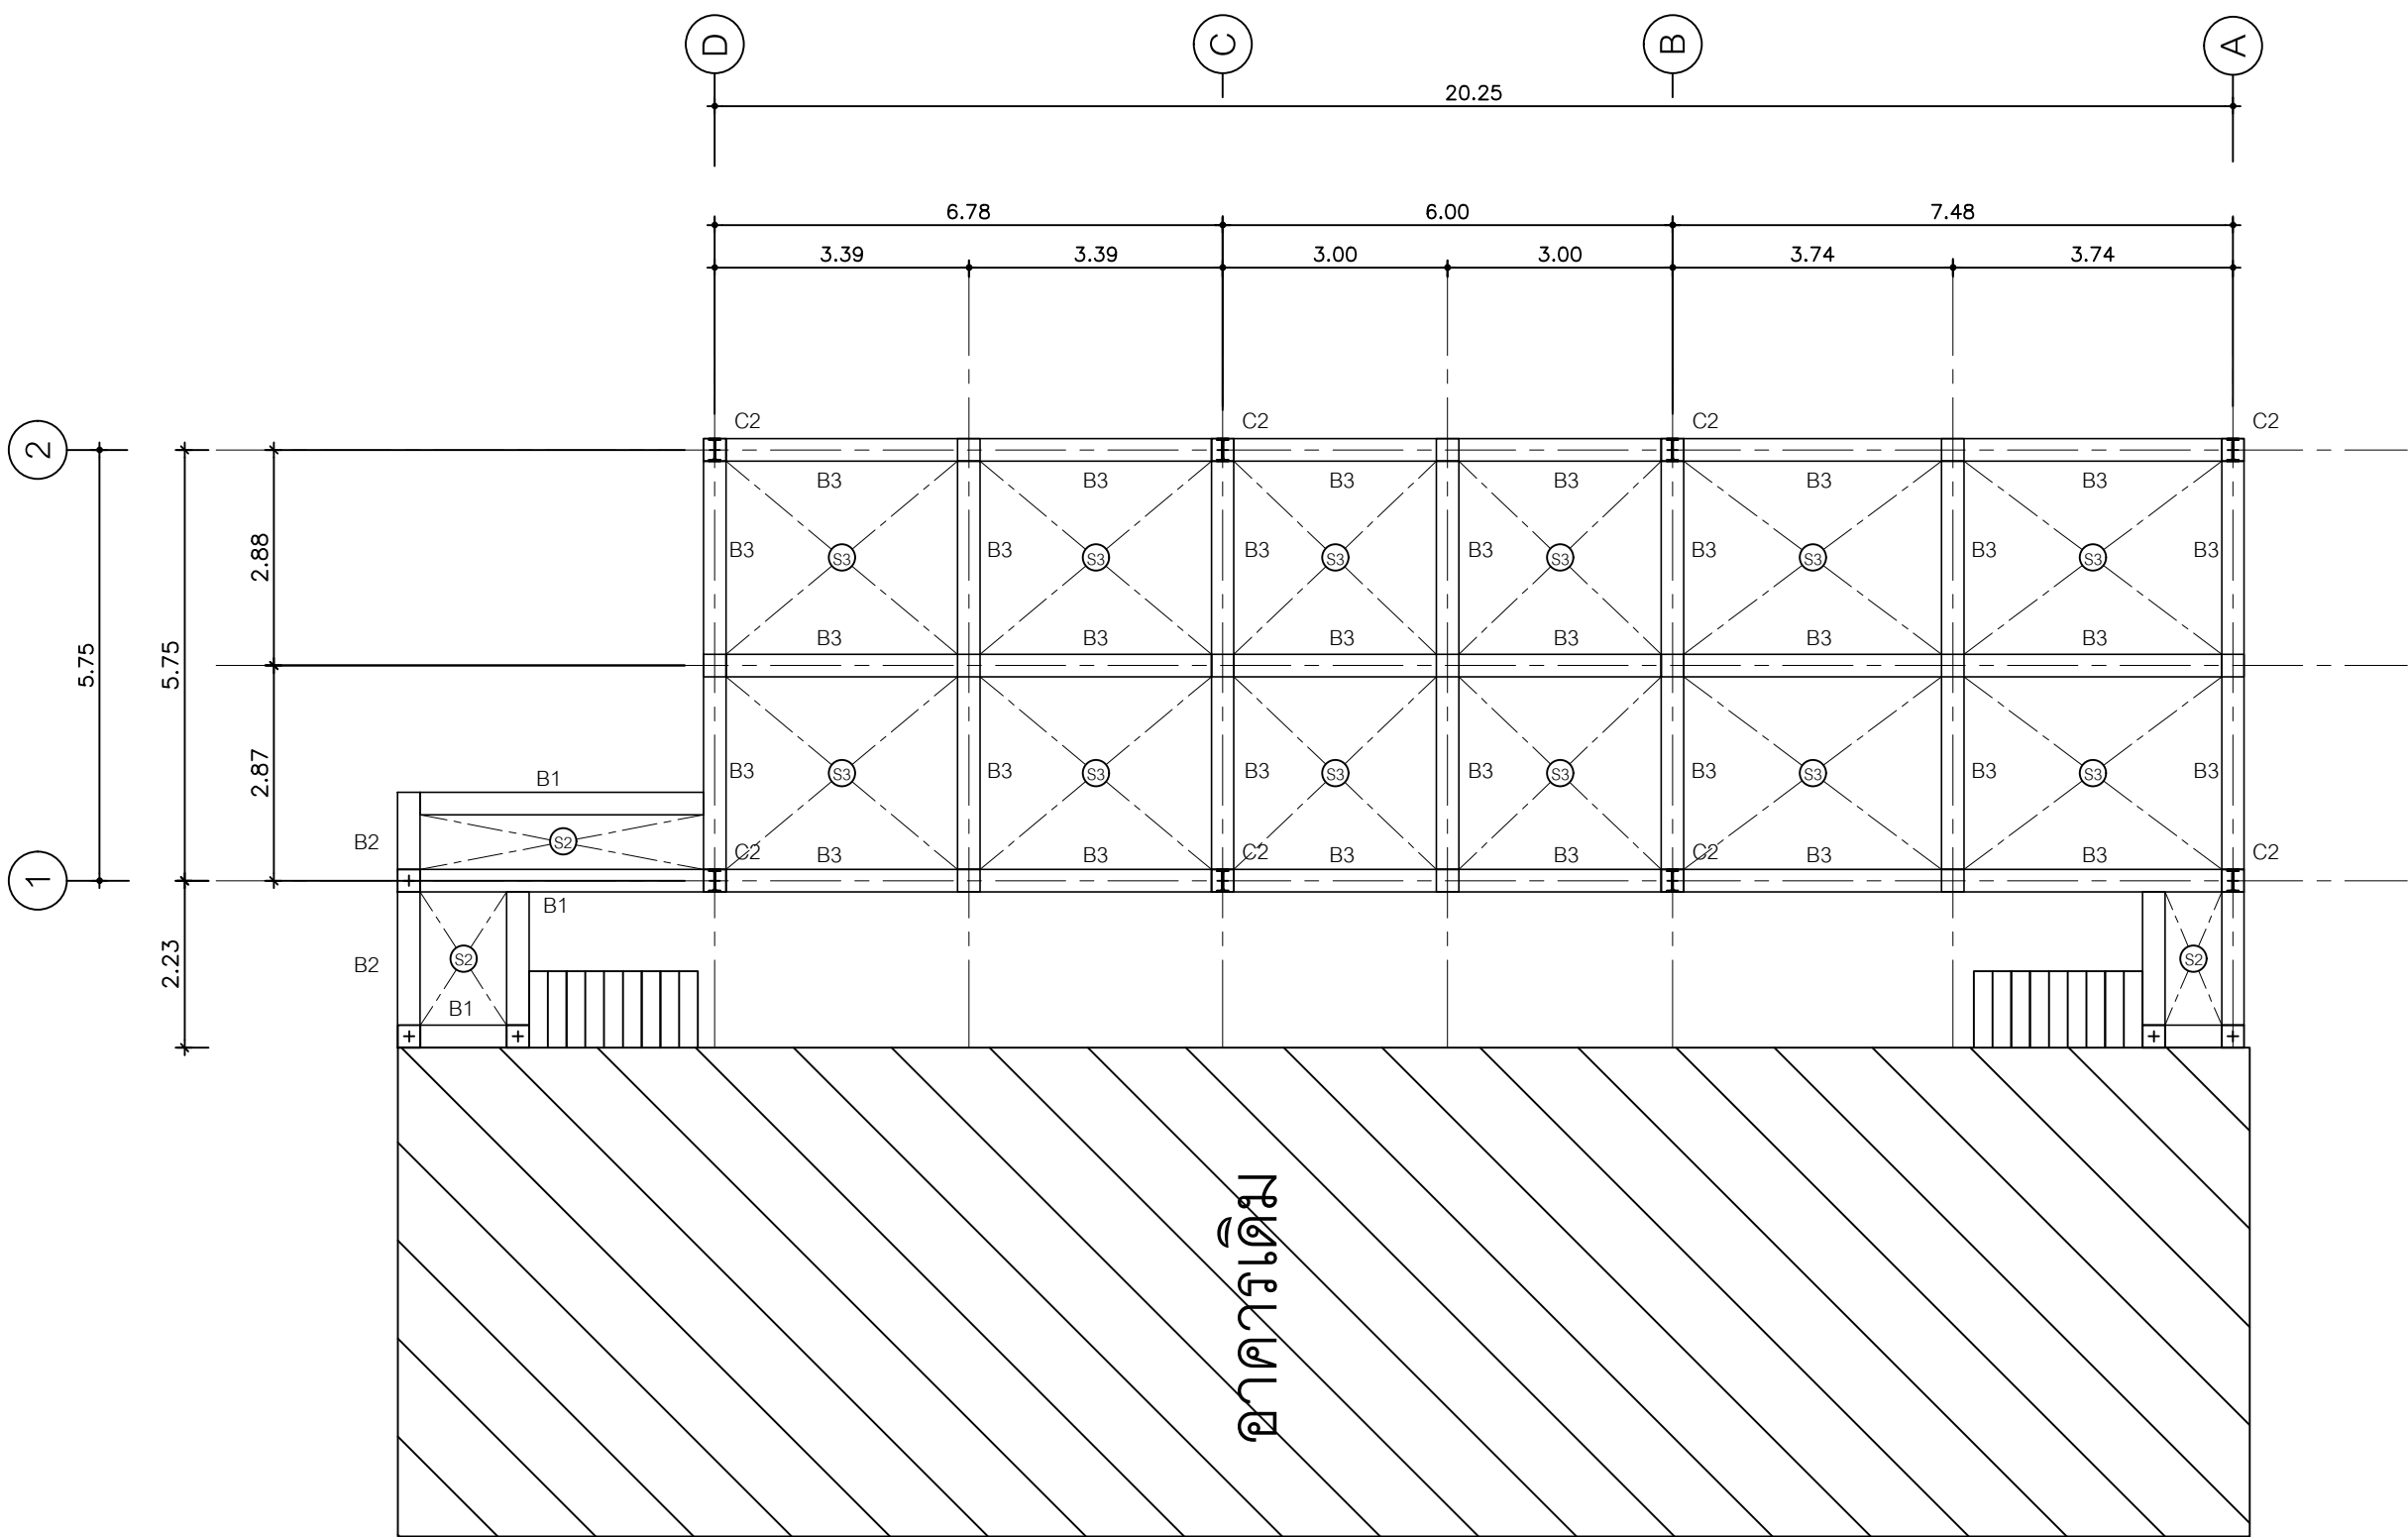 D C B A
20.25
6.78 6.00 7.48
3.39 3.39 3.00 3.00 3.74 3.74
2
C2 C2 C2 C2
B3 B3 B3 B3 B3 B3
2.88
B3 S3 B3 S3 B3 S3 B3 S3 B3 S3 B3 S3 B3
5.75 5.75
B3 B3 B3 B3 B3 B3
2.87
B1
B3 S3 B3 S3 B3 S3 B3 S3 B3 S3 B3 S3 B3
B2 S2
C2 B3 B3 C2 B3 B3 C2 B3 B3 C2
1
B1
2.23
B2 S2 S2
B1
อาคารเดิม